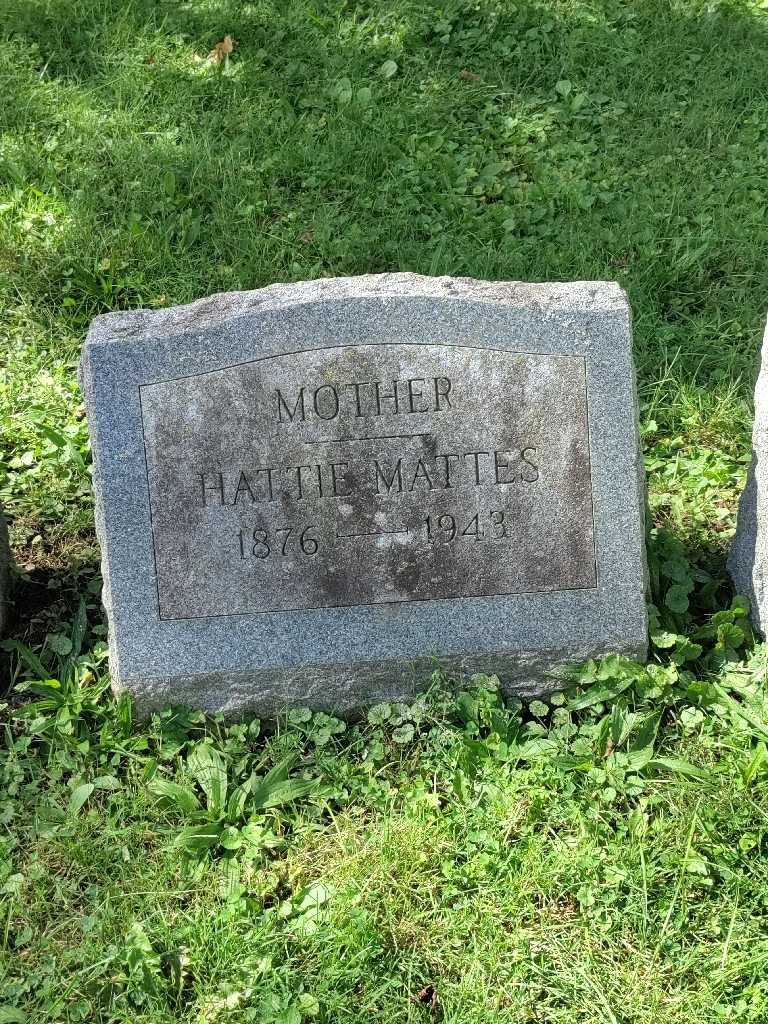 MOTHER
HATTIE MATTES
1876 — 1943